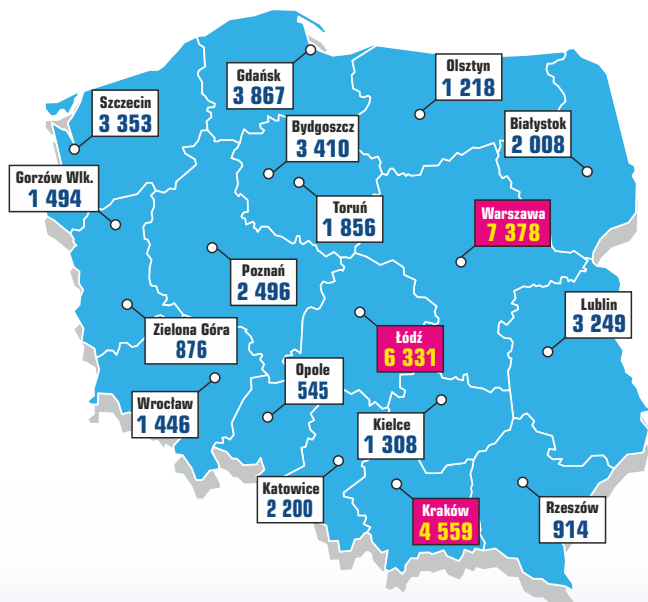 Gdańsk
3 867
Olsztyn
1 218
Szczecin
3 353
Bydgoszcz
3 410
Białystok
2 008
Gorzów Wlk.
1 494
Toruń
1 856
Warszawa
7 378
Poznań
2 496
Lublin
3 249
Zielona Góra
876
Łódź
6 331
Opole
545
Wrocław
1 446
Kielce
1 308
Katowice
2 200
Kraków
4 559
Rzeszów
914